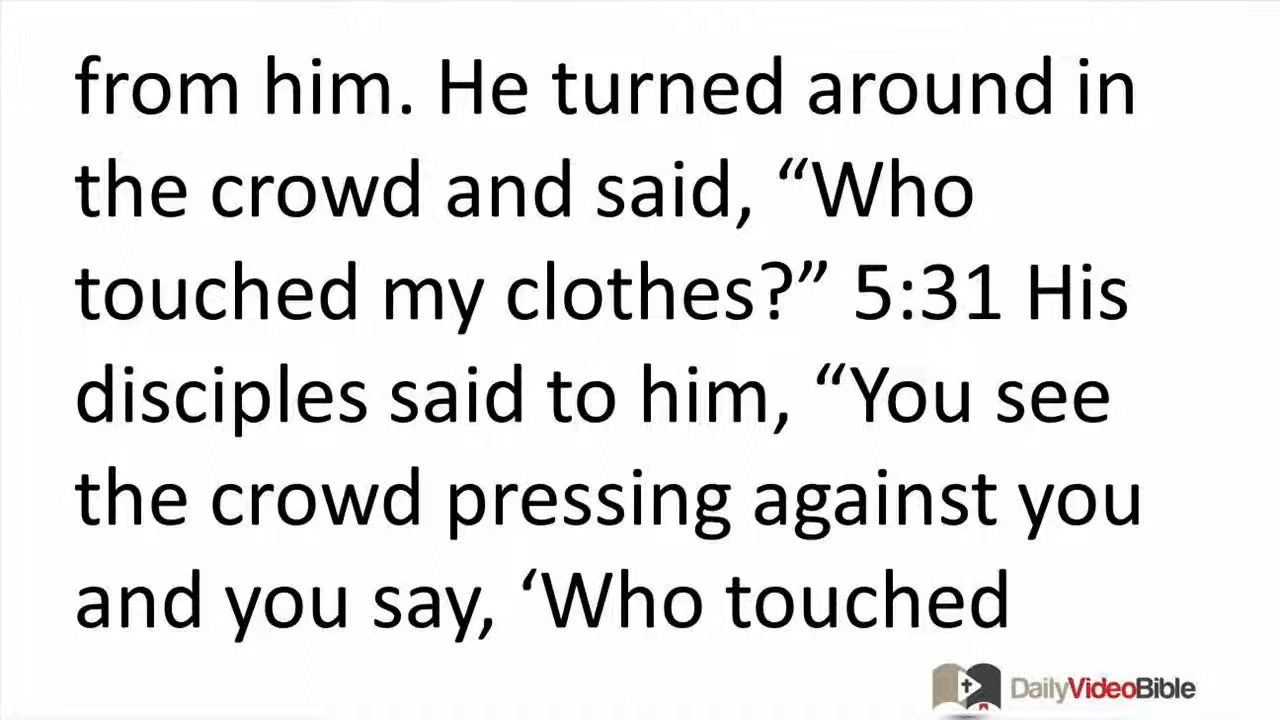 from him. He turned around in
the crowd and said, “Who
touched my clothes?” 5:31 His
disciples said to him, “You see
the crowd pressing against you
and you say, ‘Who touched
DailyVideoBible